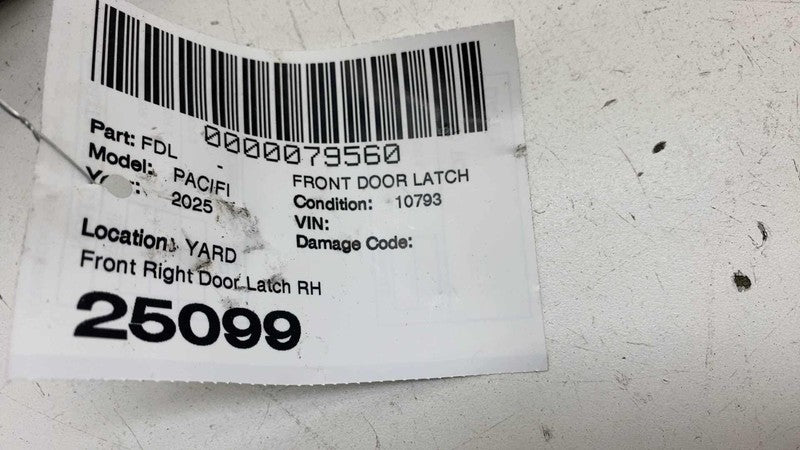 0000079560
Part: FDL -
FRONT DOOR LATCH
Model: PACIFI
Condition: 10793
2025
VIN:
Damage Code:
Location: YARD
Front Right Door Latch RH
25099